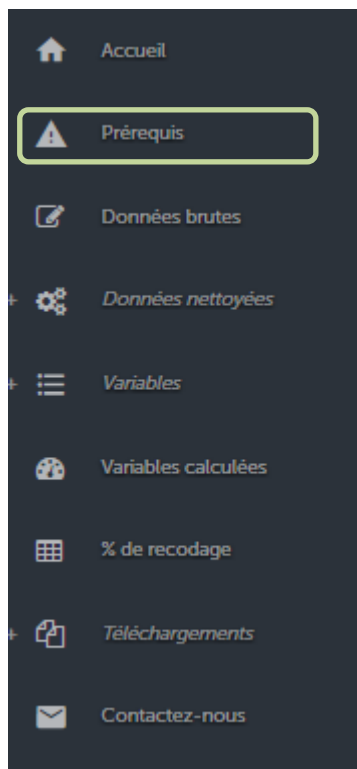 Accueil
Prérequis
Données brutes
+ Données nettoyées
+ Variables
Variables calculées
% de recodage
+ Téléchargements
Contactez-nous